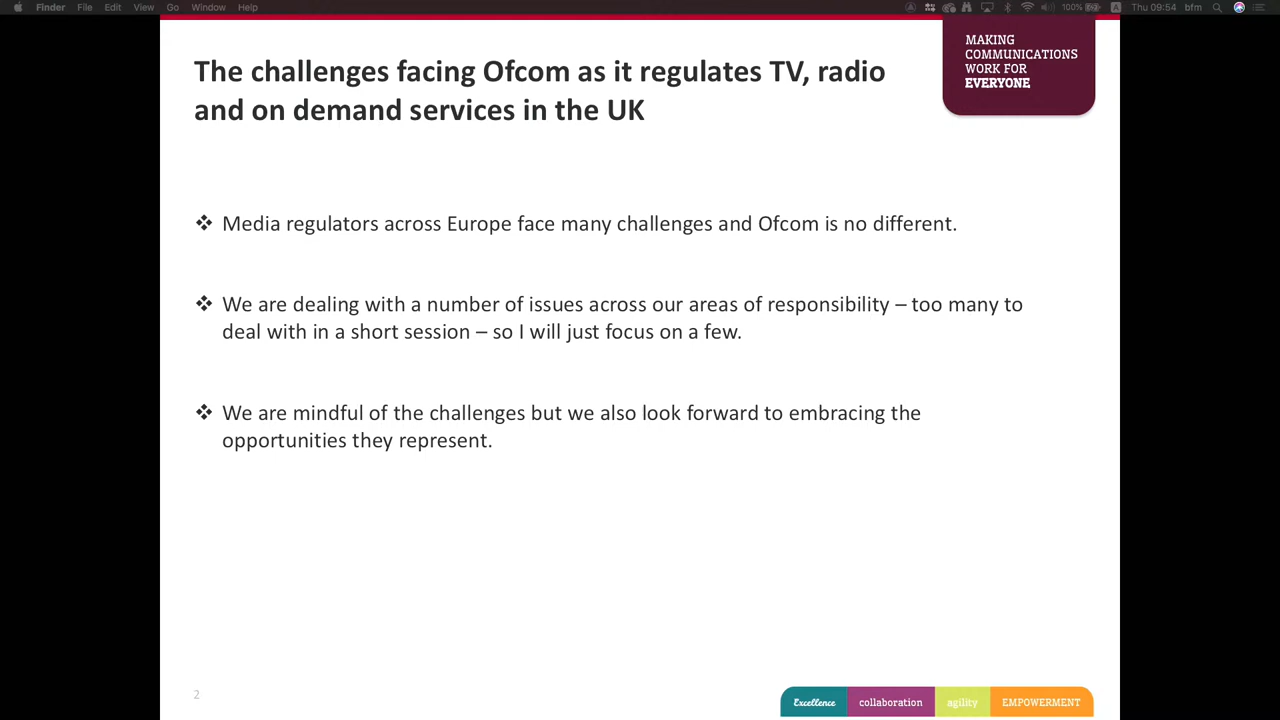 Finder File Edit View Go Window Help 100% Thu 09:54 bfm
MAKING
COMMUNICATIONS
WORK FOR
EVERYONE
The challenges facing Ofcom as it regulates TV, radio
and on demand services in the UK
❖ Media regulators across Europe face many challenges and Ofcom is no different.
❖ We are dealing with a number of issues across our areas of responsibility – too many to
deal with in a short session – so I will just focus on a few.
❖ We are mindful of the challenges but we also look forward to embracing the
opportunities they represent.
2
Excellence collaboration agility EMPOWERMENT